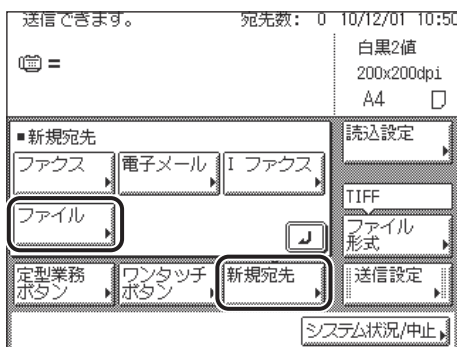 送信できます。 宛先数: 0 10/12/01 10:50
白黒2値
=
200x200dpi
A4
■新規宛先
読込設定
ファクス 電子メール I ファクス
TIFF
ファイル
ファイル
形式
定型業務
ボタン
ワンタッチ
ボタン
新規宛先
送信設定
システム状況/中止